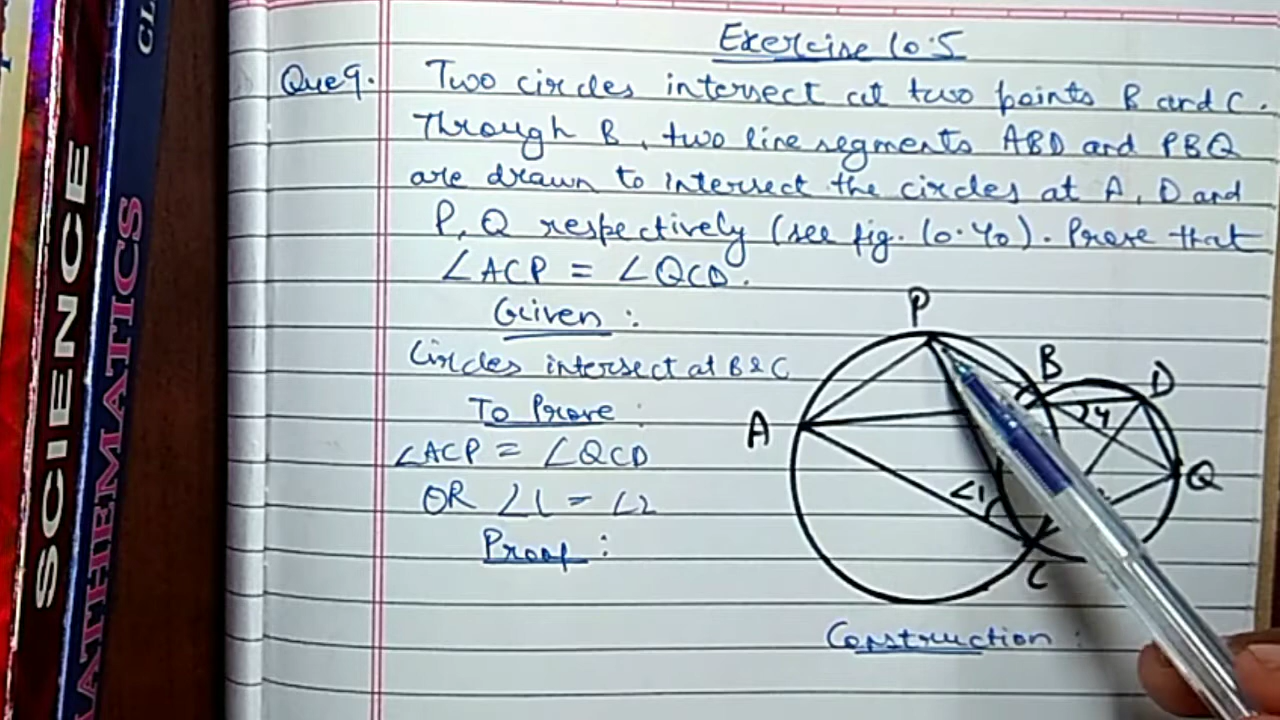 Exercise 10.5
Que 9. Two circles intersect at two points B and C.
Through B, two line segments ABD and PBQ
are drawn to intersect the circles at A, D and
P, Q respectively (see fig. 10.40). Prove that
∠ACP = ∠QCD.
Given :
Circles intersect at B & C
To Prove :
∠ACP = ∠QCD
OR ∠1 = ∠2
Proof :
P
B
D
A
4
Q
∠1
C
Construction :
SCIENCE
MATHEMATICS
CL